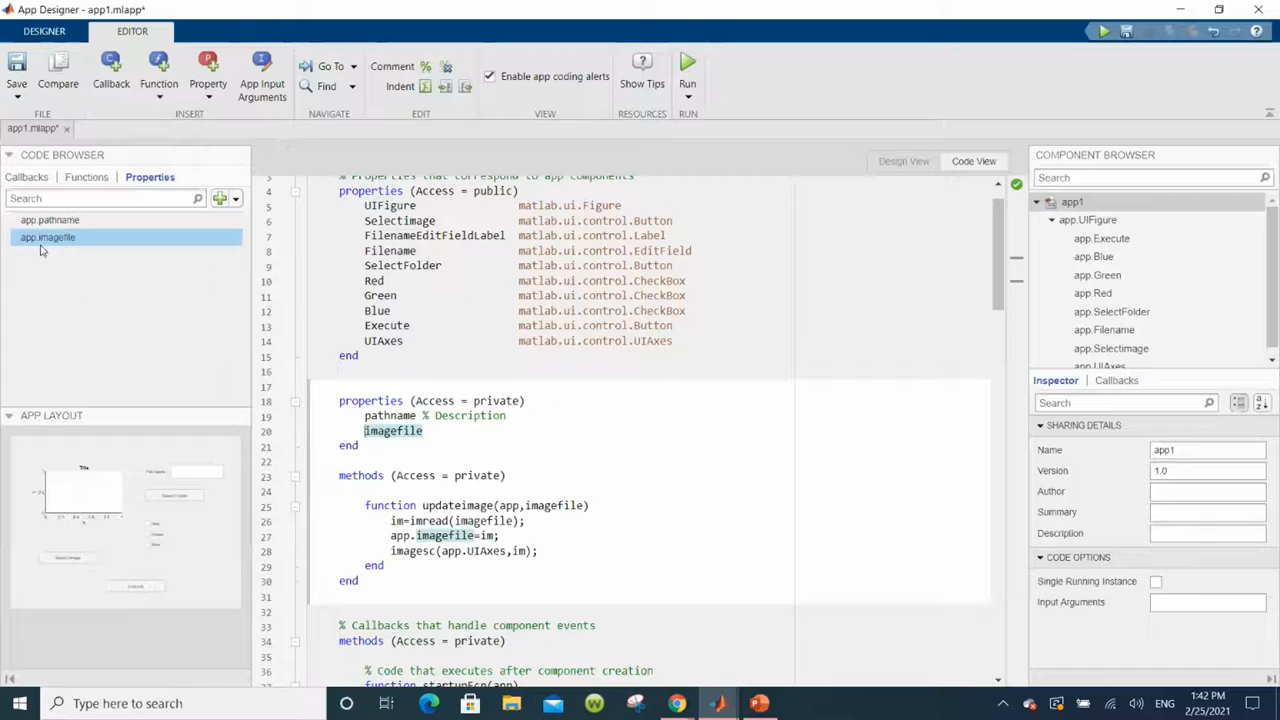 App Designer - app1.mlapp*
DESIGNER
EDITOR
Save
Compare
Callback
Function
Property
App Input Arguments
Go To
Find
Comment
Indent
Enable app coding alerts
Show Tips
Run
FILE
INSERT
NAVIGATE
EDIT
VIEW
RESOURCES
RUN
app1.mlapp*
CODE BROWSER
Callbacks Functions Properties
Search
app.pathname
app.imagefile
APP LAYOUT
Design View
Code View
3 % Properties that correspond to app components
4 properties (Access = public)
5 UIFigure matlab.ui.Figure
6 Selectimage matlab.ui.control.Button
7 FilenameEditFieldLabel matlab.ui.control.Label
8 Filename matlab.ui.control.EditField
9 SelectFolder matlab.ui.control.Button
10 Red matlab.ui.control.CheckBox
11 Green matlab.ui.control.CheckBox
12 Blue matlab.ui.control.CheckBox
13 Execute matlab.ui.control.Button
14 UIAxes matlab.ui.control.UIAxes
15 end
16
17
18 properties (Access = private)
19 pathname % Description
20 imagefile
21 end
22
23 methods (Access = private)
24
25 function updateimage(app,imagefile)
26 im=imread(imagefile);
27 app.imagefile=im;
28 imagesc(app.UIAxes,im);
29 end
30 end
31
32
33 % Callbacks that handle component events
34 methods (Access = private)
35
36 % Code that executes after component creation
37 function startupFcn(app)
COMPONENT BROWSER
Search
app1
app.UIFigure
app.Execute
app.Blue
app.Green
app.Red
app.SelectFolder
app.Filename
app.Selectimage
app.UIAxes
Inspector Callbacks
Search
SHARING DETAILS
Name app1
Version 1.0
Author
Summary
Description
CODE OPTIONS
Single Running Instance
Input Arguments
Type here to search
ENG
1:42 PM
2/25/2021